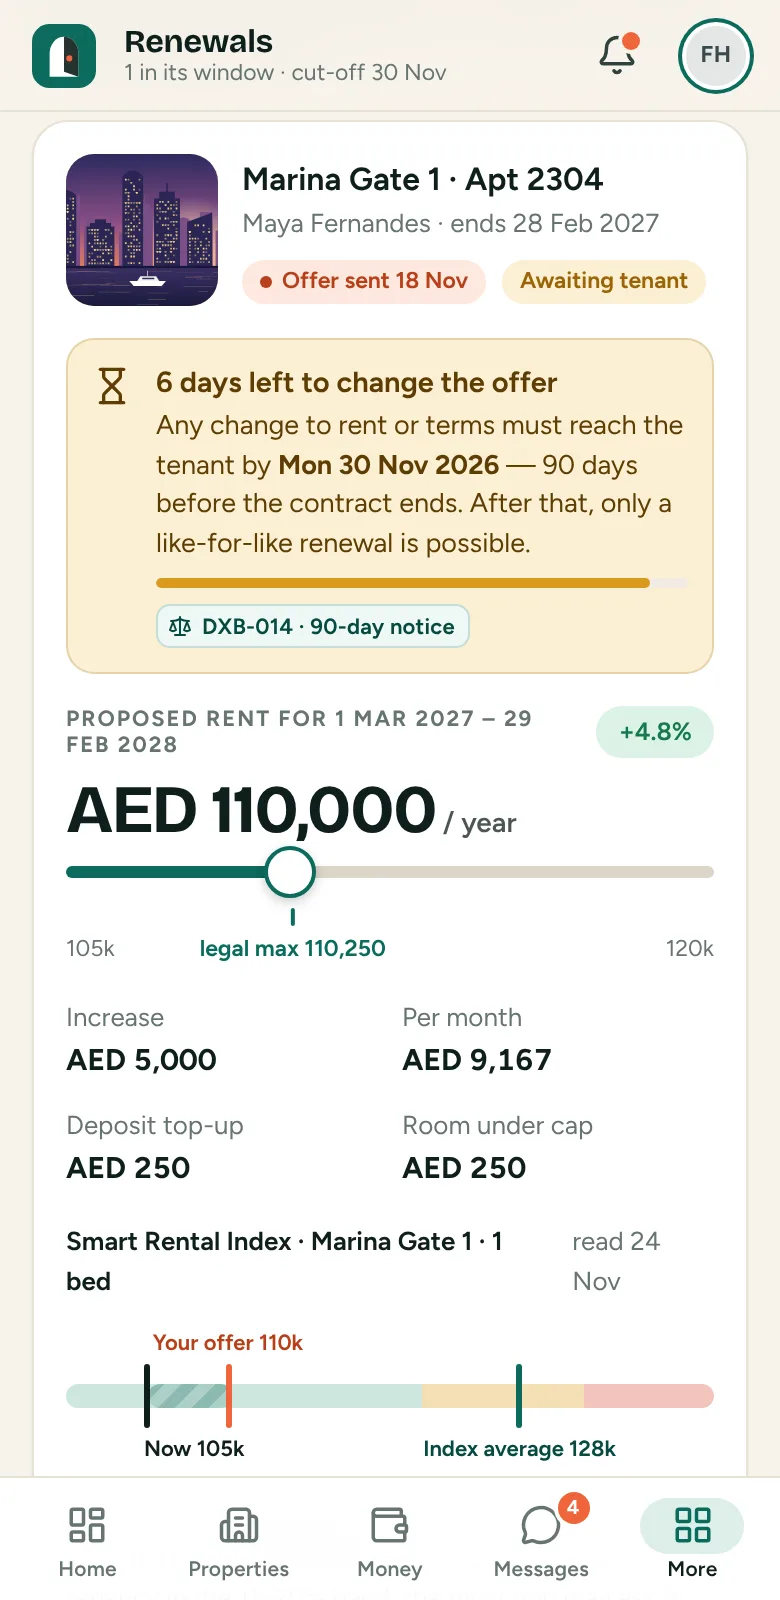 Renewals
1 in its window · cut-off 30 Nov
FH
Marina Gate 1 · Apt 2304
Maya Fernandes · ends 28 Feb 2027
Offer sent 18 Nov
Awaiting tenant
6 days left to change the offer
Any change to rent or terms must reach the
tenant by Mon 30 Nov 2026 — 90 days
before the contract ends. After that, only a
like-for-like renewal is possible.
DXB-014 · 90-day notice
PROPOSED RENT FOR 1 MAR 2027 – 29
FEB 2028
+4.8%
AED 110,000 / year
105k
legal max 110,250
120k
Increase
Per month
AED 5,000
AED 9,167
Deposit top-up
Room under cap
AED 250
AED 250
Smart Rental Index · Marina Gate 1 · 1
bed
read 24
Nov
Your offer 110k
Now 105k
Index average 128k
4
Home
Properties
Money
Messages
More